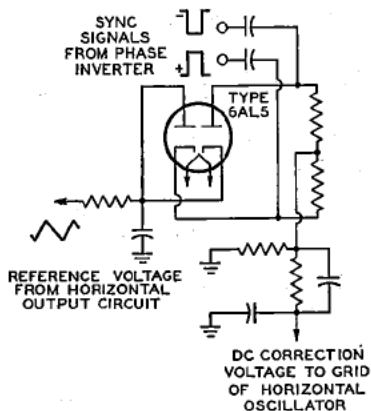 SYNC
SIGNALS
FROM PHASE
INVERTER
−
+
TYPE
6AL5
REFERENCE VOLTAGE
FROM HORIZONTAL
OUTPUT CIRCUIT
DC CORRECTION
VOLTAGE TO GRID
OF HORIZONTAL
OSCILLATOR